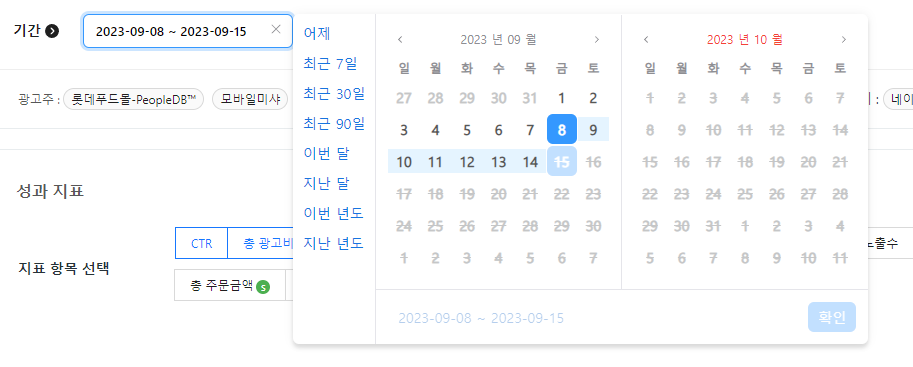 기간
2023-09-08 ~ 2023-09-15
광고주 : 롯데푸드몰-PeopleDB™ 모바일미샤
: 네이
성과 지표
지표 항목 선택
CTR 총 광고비
노출수
총 주문금액 S
어제
최근 7일
최근 30일
최근 90일
이번 달
지난 달
이번 년도
지난 년도
2023 년 09 월
일 월 화 수 목 금 토
27 28 29 30 31 1 2
3 4 5 6 7 8 9
10 11 12 13 14 15 16
17 18 19 20 21 22 23
24 25 26 27 28 29 30
1 2 3 4 5 6 7
2023 년 10 월
일 월 화 수 목 금 토
1 2 3 4 5 6 7
8 9 10 11 12 13 14
15 16 17 18 19 20 21
22 23 24 25 26 27 28
29 30 31 1 2 3 4
5 6 7 8 9 10 11
2023-09-08 ~ 2023-09-15
확인